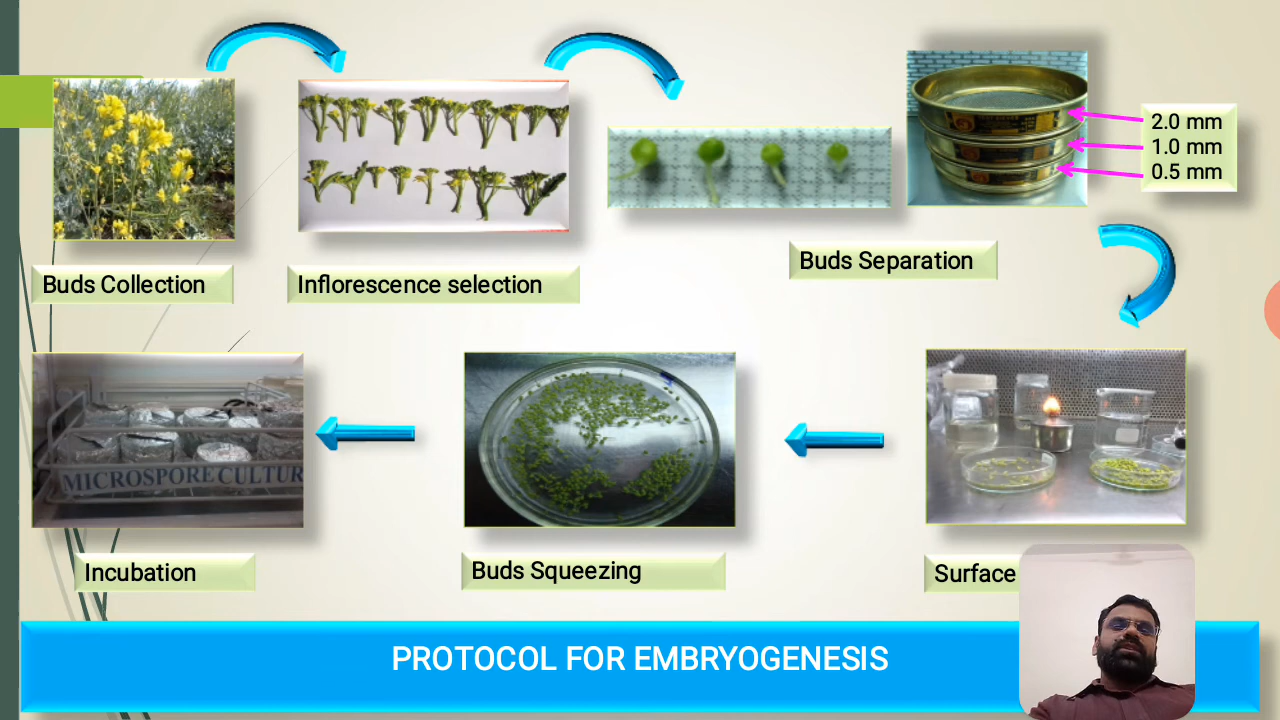 2.0 mm
1.0 mm
0.5 mm
Buds Collection
Inflorescence selection
Buds Separation
MICROSPORE CULTUR
Incubation
Buds Squeezing
Surface
PROTOCOL FOR EMBRYOGENESIS